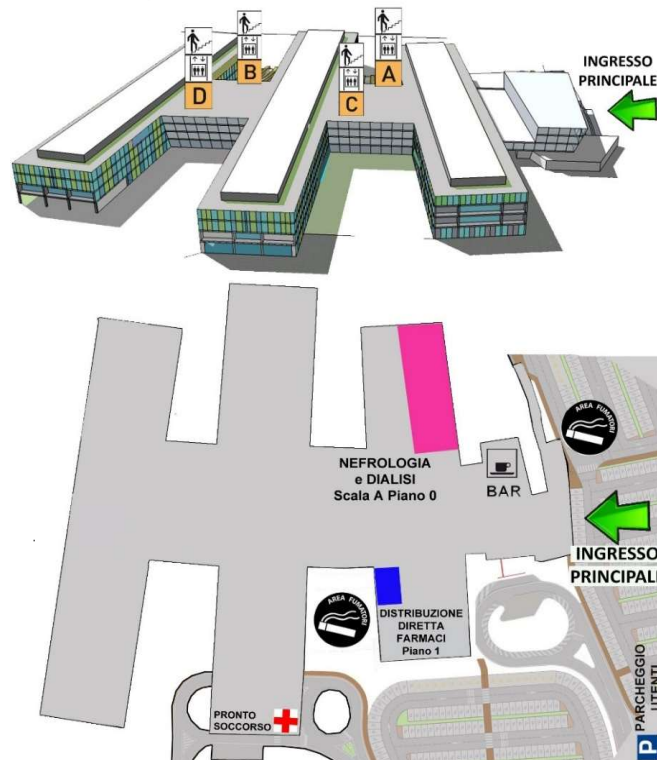 INGRESSO
PRINCIPALE
A
B
C
D
AREA FUMATORI
NEFROLOGIA
e DIALISI
Scala A Piano 0
BAR
INGRESSO
PRINCIPALE
AREA FUMATORI
DISTRIBUZIONE
DIRETTA
FARMACI
Piano 1
PRONTO
SOCCORSO
PARCHEGGIO
UTENTI
P